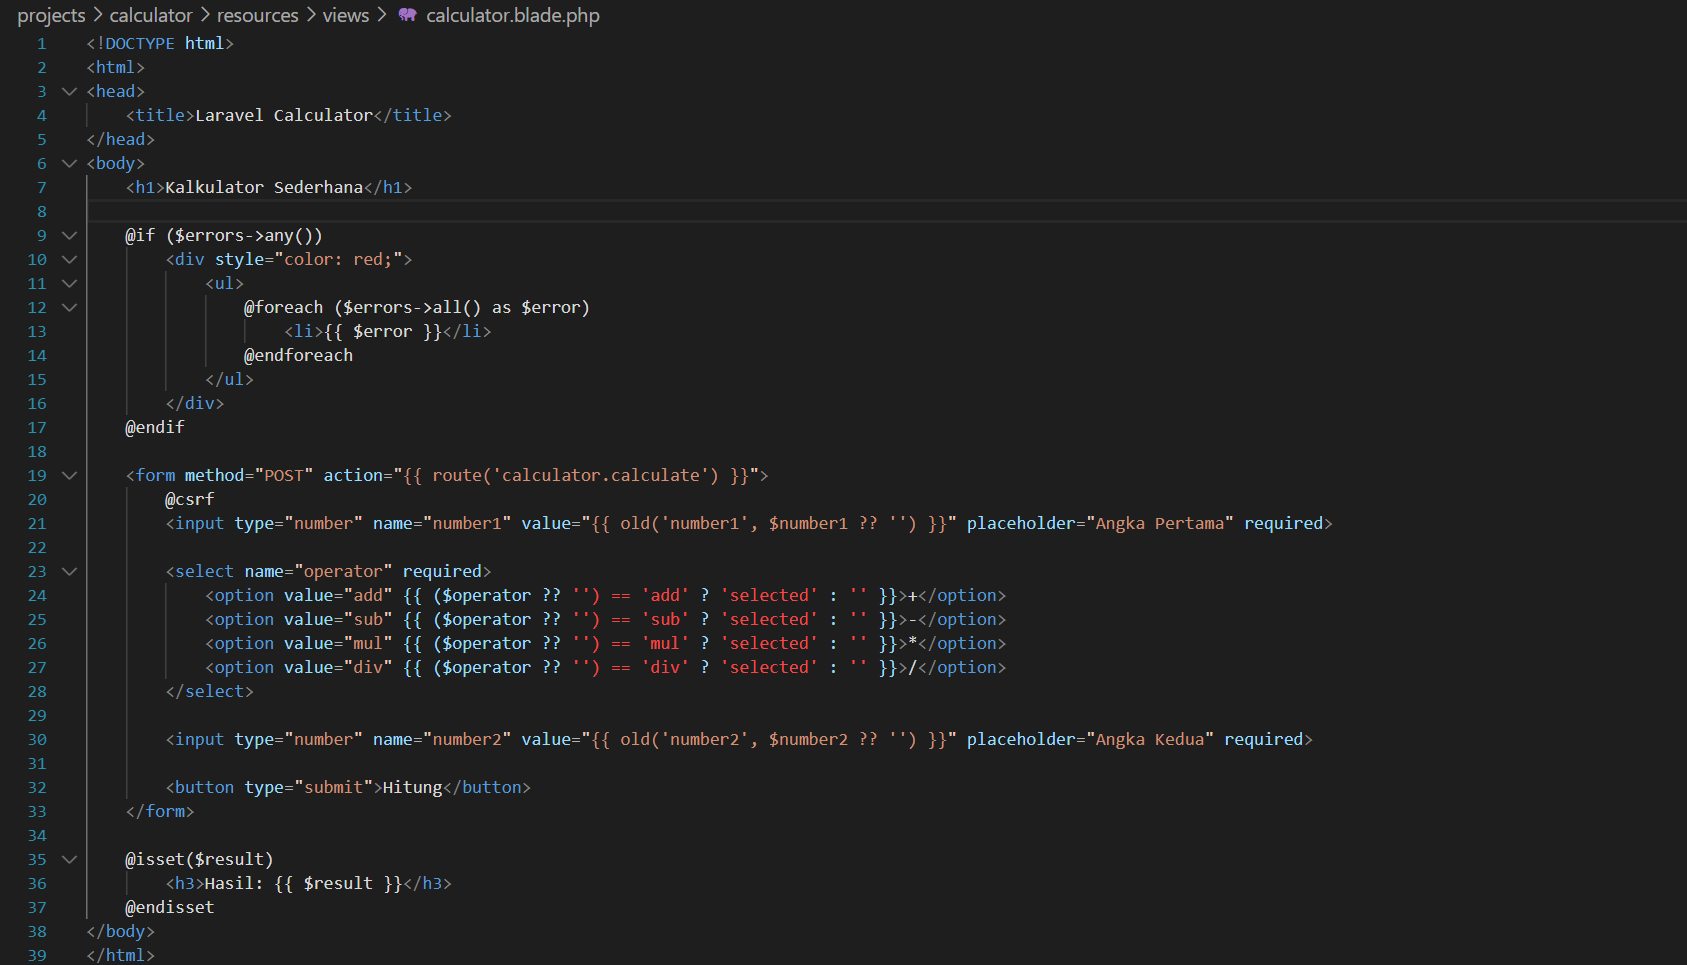 projects > calculator > resources > views > calculator.blade.php
1 <!DOCTYPE html>
2 <html>
3 <head>
4     <title>Laravel Calculator</title>
5 </head>
6 <body>
7     <h1>Kalkulator Sederhana</h1>
8
9     @if ($errors->any())
10         <div style="color: red;">
11             <ul>
12                 @foreach ($errors->all() as $error)
13                     <li>{{ $error }}</li>
14                 @endforeach
15             </ul>
16         </div>
17     @endif
18
19     <form method="POST" action="{{ route('calculator.calculate') }}">
20         @csrf
21         <input type="number" name="number1" value="{{ old('number1', $number1 ?? '') }}" placeholder="Angka Pertama" required>
22
23         <select name="operator" required>
24             <option value="add" {{ ($operator ?? '') == 'add' ? 'selected' : '' }}>+</option>
25             <option value="sub" {{ ($operator ?? '') == 'sub' ? 'selected' : '' }}>-</option>
26             <option value="mul" {{ ($operator ?? '') == 'mul' ? 'selected' : '' }}>*</option>
27             <option value="div" {{ ($operator ?? '') == 'div' ? 'selected' : '' }}>/</option>
28         </select>
29
30         <input type="number" name="number2" value="{{ old('number2', $number2 ?? '') }}" placeholder="Angka Kedua" required>
31
32         <button type="submit">Hitung</button>
33     </form>
34
35     @isset($result)
36         <h3>Hasil: {{ $result }}</h3>
37     @endisset
38 </body>
39 </html>